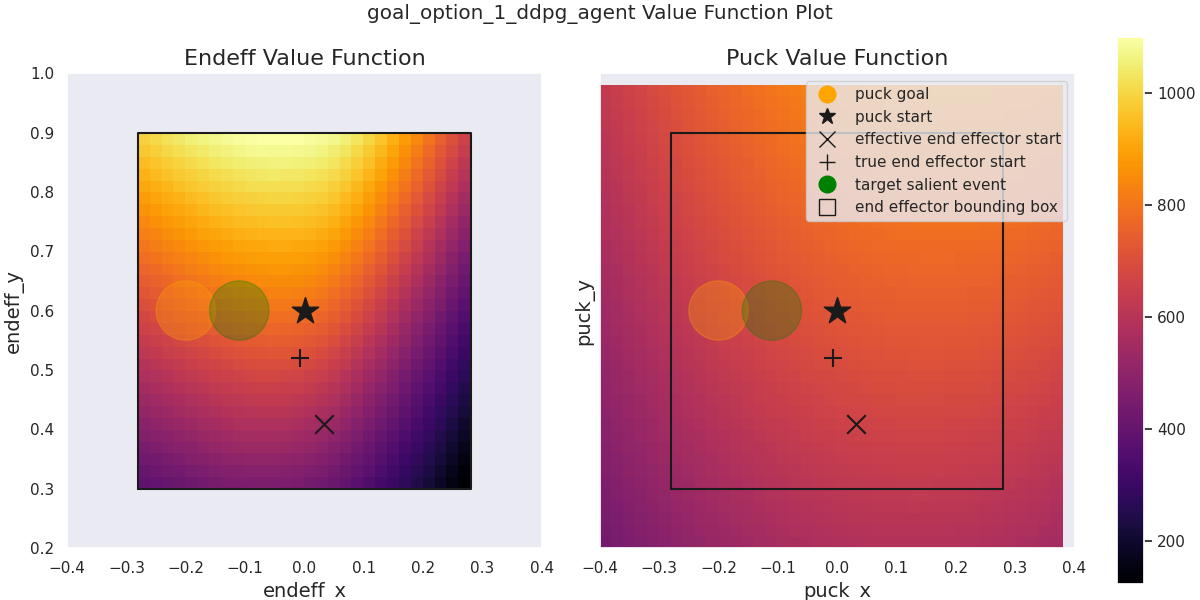 goal_option_1_ddpg_agent Value Function Plot
Endeff Value Function
1.0
0.9
0.8
0.7
0.6
0.5
0.4
0.3
0.2
endeff_y
−0.4 −0.3 −0.2 −0.1 0.0 0.1 0.2 0.3 0.4
endeff_x
Puck Value Function
puck goal
puck start
effective end effector start
true end effector start
target salient event
end effector bounding box
puck_y
−0.4 −0.3 −0.2 −0.1 0.0 0.1 0.2 0.3 0.4
puck_x
1000
800
600
400
200